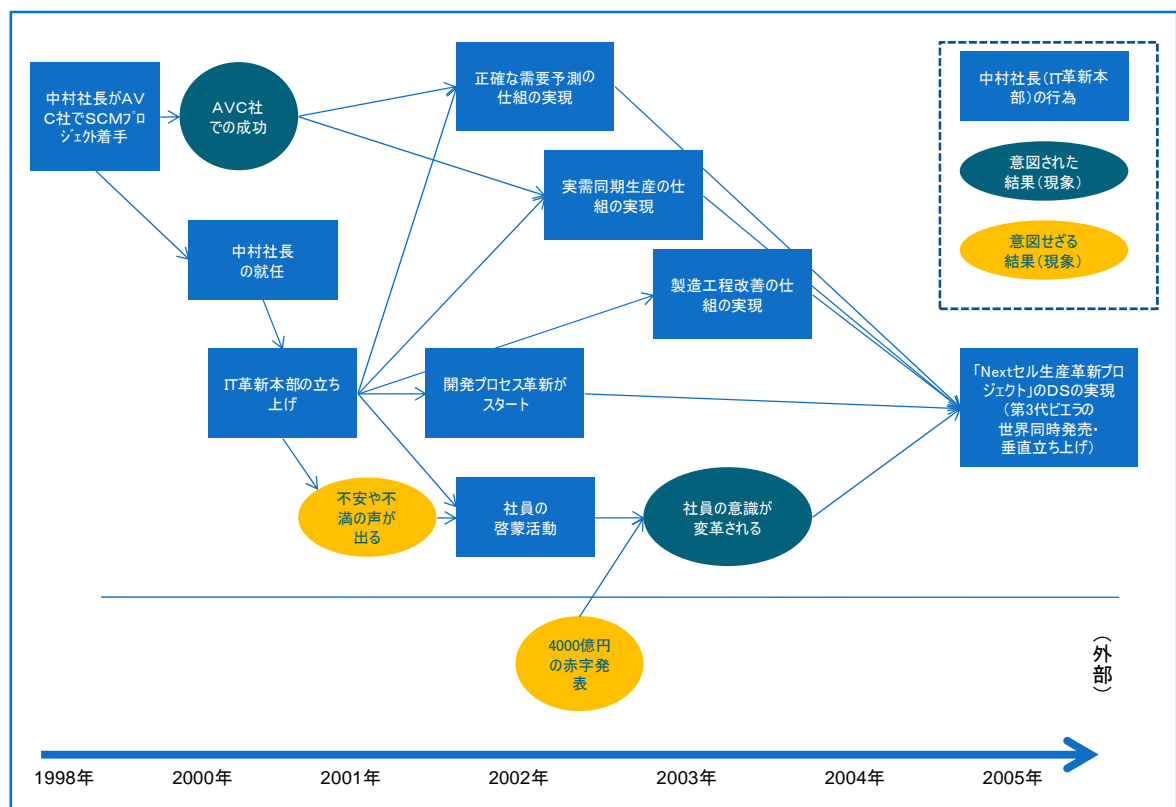 中村社長がAV
C社でSCMﾌﾟﾛ
ｼﾞｪｸﾄ着手
AVC社
での成功
正確な需要予測の
仕組の実現
実需同期生産の仕
組の実現
中村社長
の就任
製造工程改善の仕
組の実現
IT革新本部の立ち
上げ
開発プロセス革新が
スタート
「Nextセル生産革新プロ
ジェクト」のDSの実現
（第3代ビエラの
世界同時発売・
垂直立ち上げ）
不安や不
満の声が
出る
社員の
啓蒙活動
社員の意識が
変革される
4000億円
の赤字発
表
中村社長（IT革新本
部）の行為
意図された
結果（現象）
意図せざる
結果（現象）
（外部）
1998年
2000年
2001年
2002年
2003年
2004年
2005年